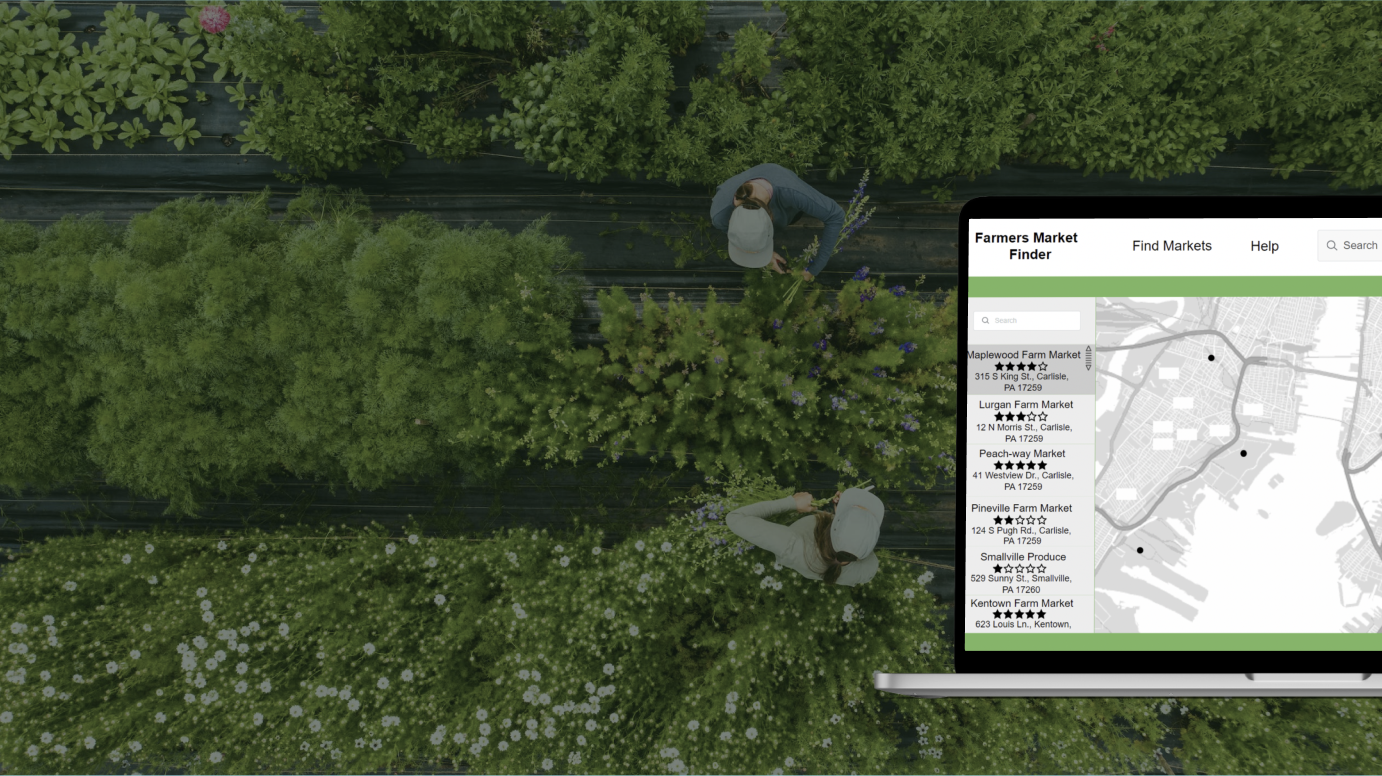 Farmers Market
Finder
Find Markets
Help
Search
Search
Maplewood Farm Market
315 S King St., Carlisle,
PA 17259
Lurgan Farm Market
12 N Morris St., Carlisle,
PA 17259
Peach-way Market
41 Westview Dr., Carlisle,
PA 17259
Pineville Farm Market
124 S Pugh Rd., Carlisle,
PA 17259
Smallville Produce
529 Sunny St., Smallville,
PA 17260
Kentown Farm Market
623 Louis Ln., Kentown,